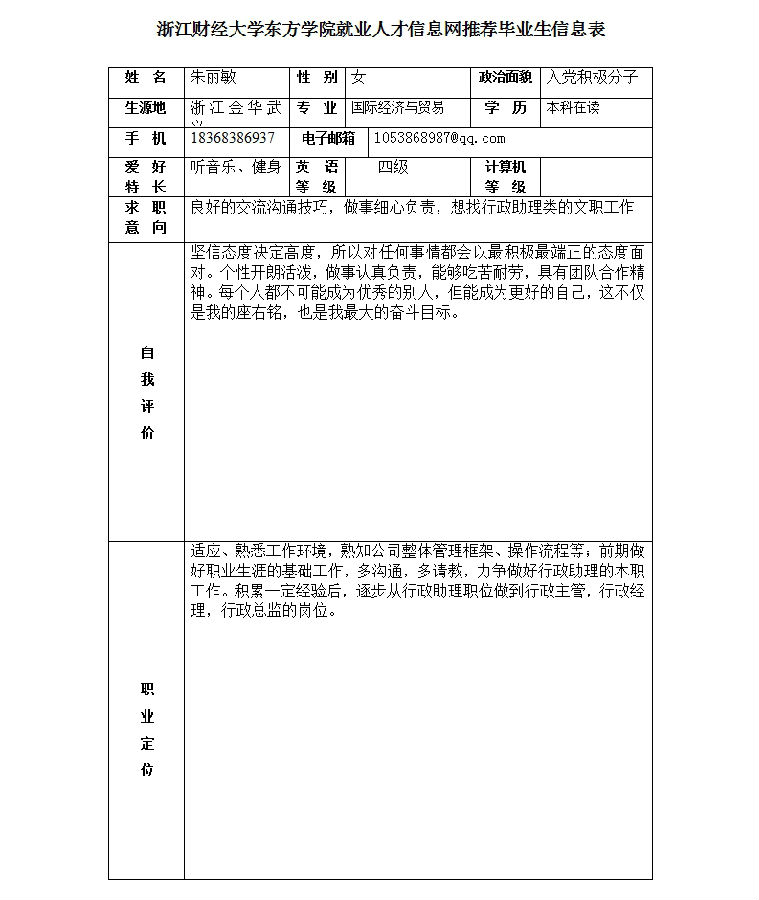 浙江财经大学东方学院就业人才信息网推荐毕业生信息表
姓 名 朱丽敏 性 别 女 政治面貌 入党积极分子
生源地 浙江金华武 专 业 国际经济与贸易 学 历 本科在读
手 机 18368386937 电子邮箱 1053868987@qq.com
爱 好 听音乐、健身 英 语 四级 计算机
特 长 等 级 等 级
求 职 良好的交流沟通技巧，做事细心负责，想找行政助理类的文职工作
意 向
坚信态度决定高度，所以对任何事情都会以最积极最端正的态度面
对。个性开朗活泼，做事认真负责，能够吃苦耐劳，具有团队合作精
神。每个人都不可能成为优秀的别人，但能成为更好的自己，这不仅
是我的座右铭，也是我最大的奋斗目标。
自
我
评
价
适应、熟悉工作环境，熟知公司整体管理框架、操作流程等；前期做
好职业生涯的基础工作，多沟通，多请教，力争做好行政助理的本职
工作。积累一定经验后，逐步从行政助理职位做到行政主管，行政经
理，行政总监的岗位。
职
业
定
位